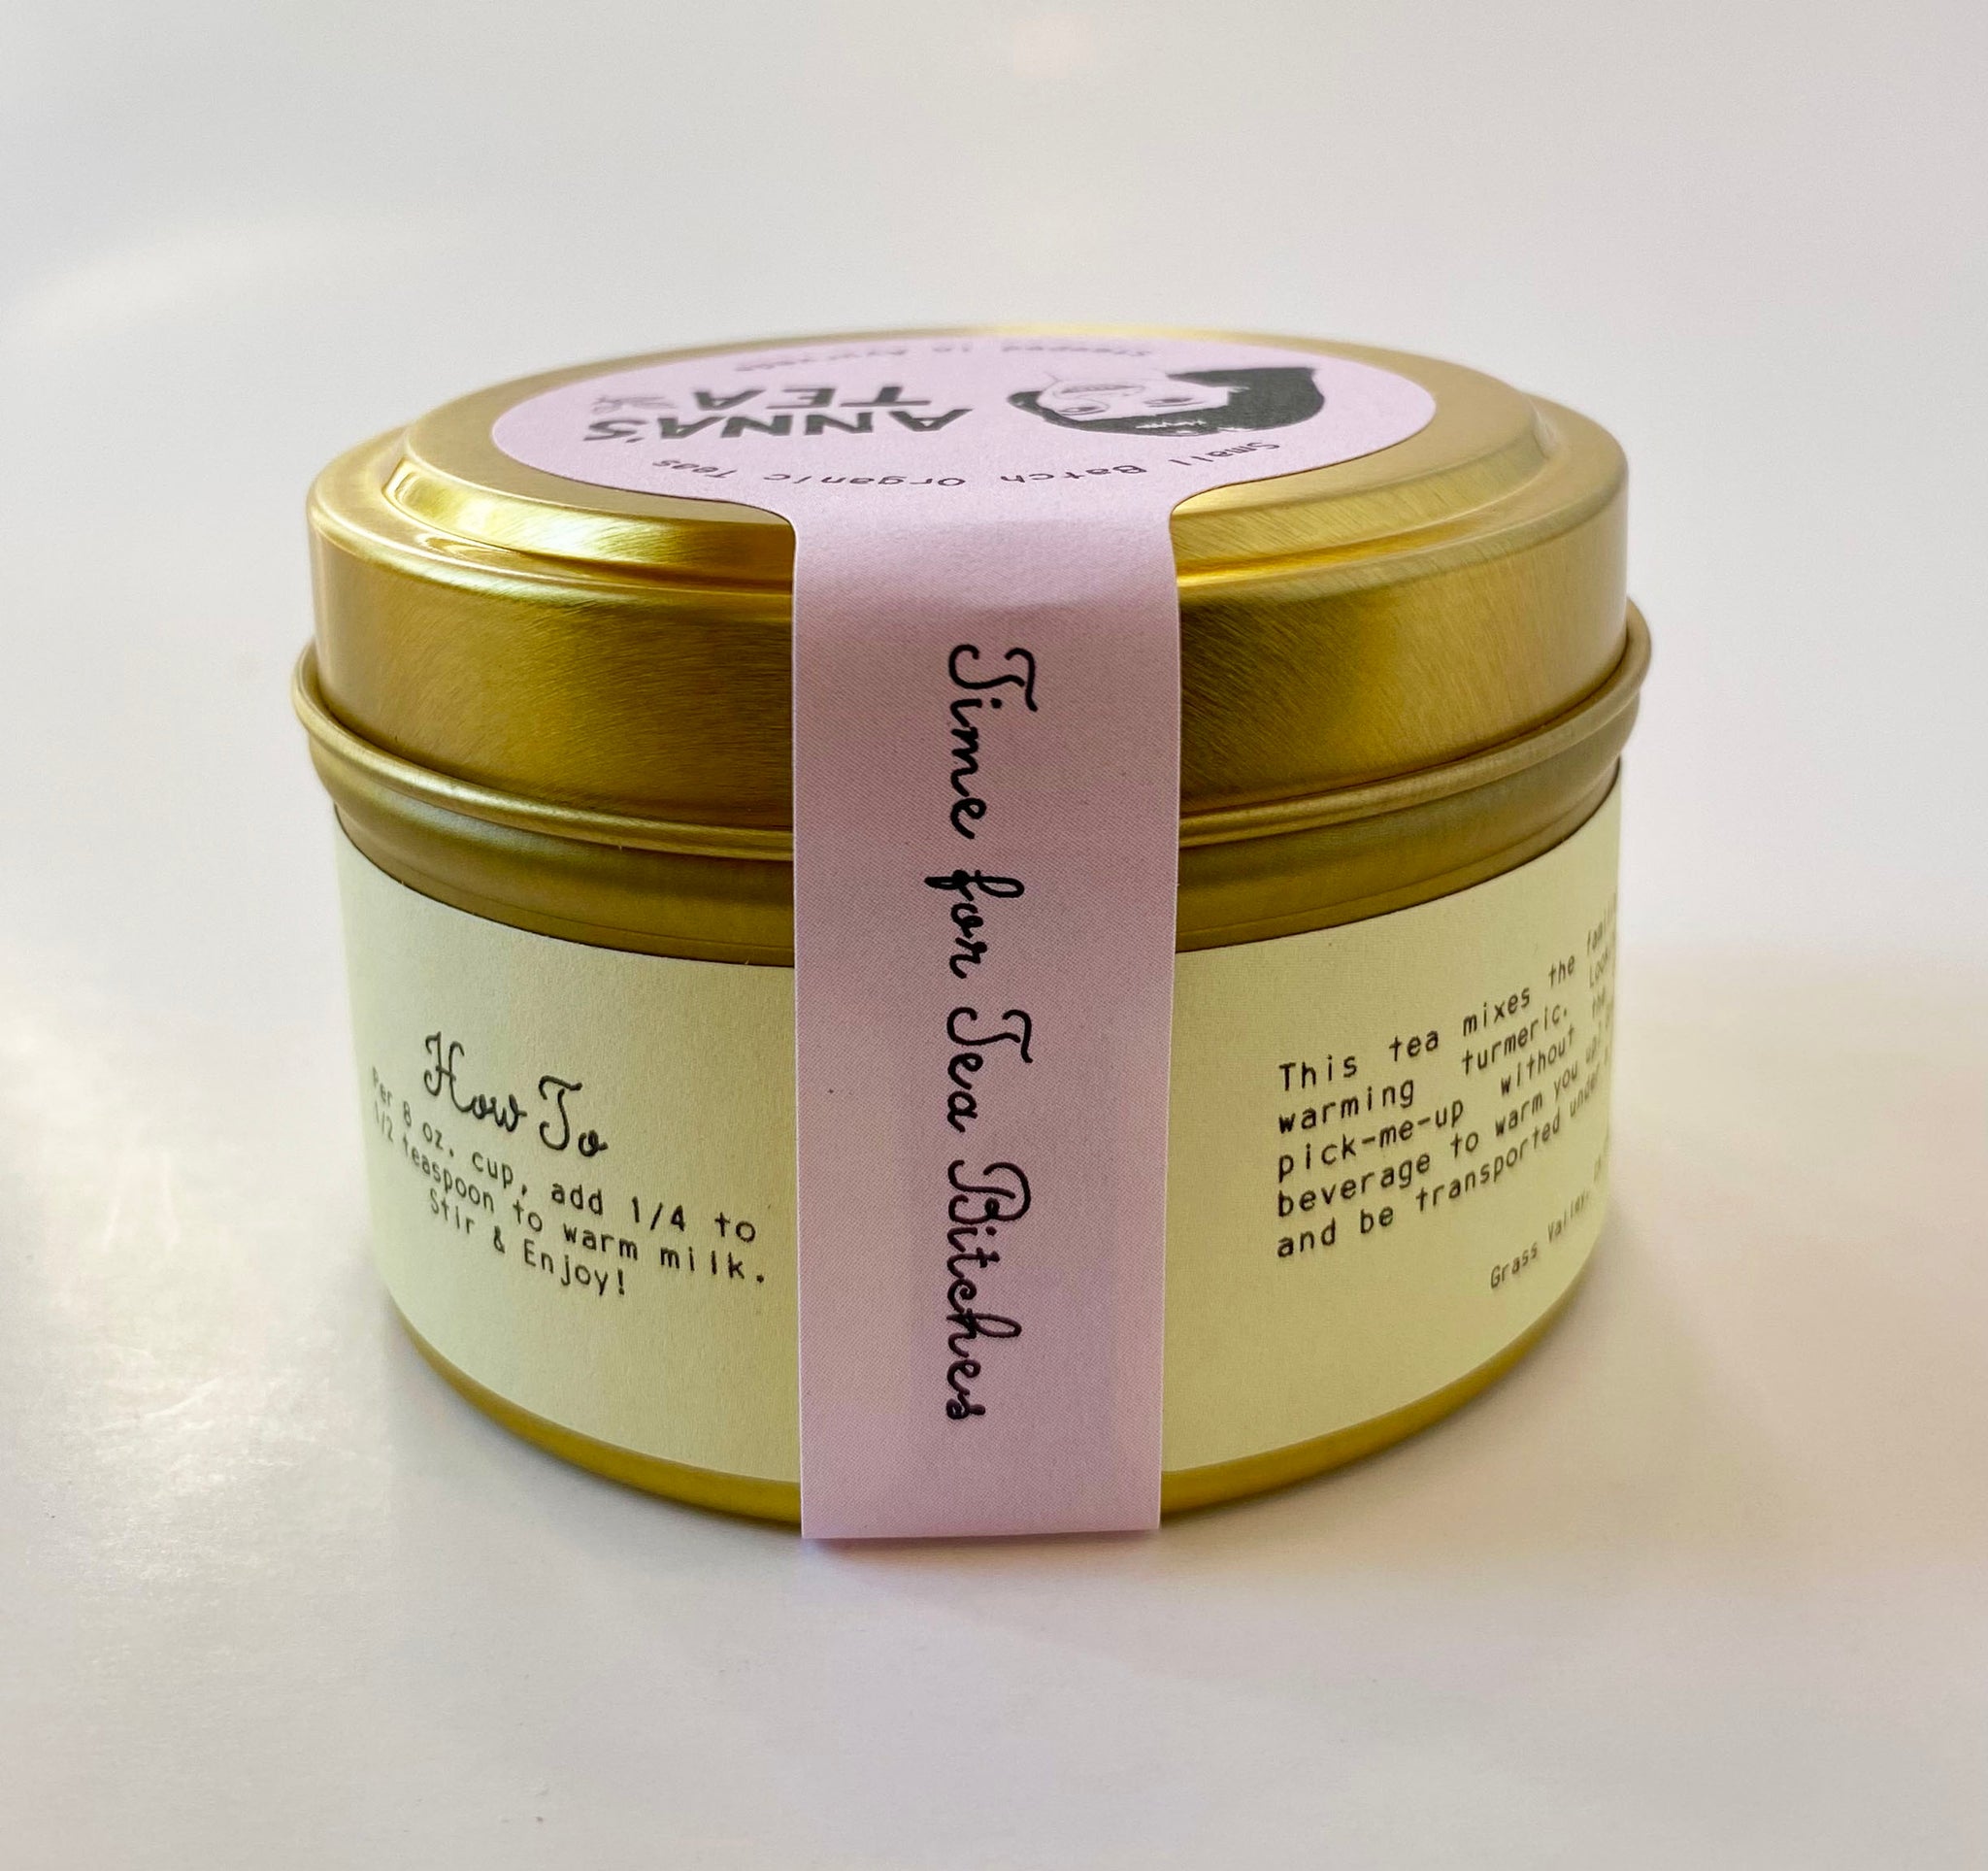 Small Batch Organic Teas
ANNA'S
TEA
Time for Tea Bitches
How To
Per 8 oz. cup, add 1/4 to
1/2 teaspoon to warm milk.
Stir & Enjoy!
This tea mixes the
warming turmeric.
pick-me-up without the
beverage to warm you up!
and be transported under
Grass Valley,